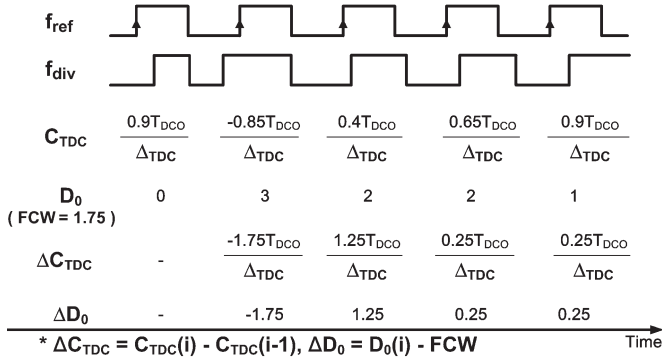 f_ref
f_div
C_TDC 0.9T_DCO/Δ_TDC -0.85T_DCO/Δ_TDC 0.4T_DCO/Δ_TDC 0.65T_DCO/Δ_TDC 0.9T_DCO/Δ_TDC
D_0 0 3 2 2 1
( FCW = 1.75 )
ΔC_TDC - -1.75T_DCO/Δ_TDC 1.25T_DCO/Δ_TDC 0.25T_DCO/Δ_TDC 0.25T_DCO/Δ_TDC
ΔD_0 - -1.75 1.25 0.25 0.25
* ΔC_TDC = C_TDC(i) - C_TDC(i-1), ΔD_0 = D_0(i) - FCW Time